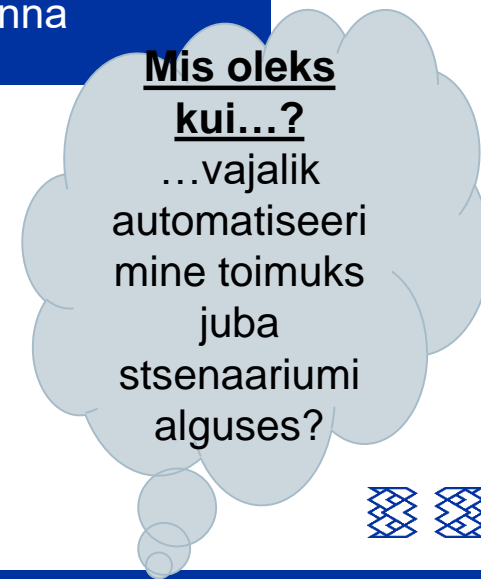 nna
Mis oleks
kui…?
…vajalik
automatiseeri
mine toimuks
juba
stsenaariumi
alguses?